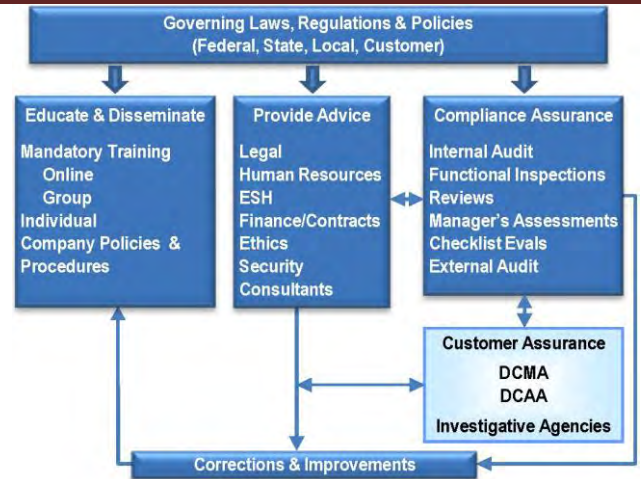 Governing Laws, Regulations & Policies
(Federal, State, Local, Customer)
Educate & Disseminate
Mandatory Training
Online
Group
Individual
Company Policies &
Procedures
Provide Advice
Legal
Human Resources
ESH
Finance/Contracts
Ethics
Security
Consultants
Compliance Assurance
Internal Audit
Functional Inspections
Reviews
Manager's Assessments
Checklist Evals
External Audit
Customer Assurance
DCMA
DCAA
Investigative Agencies
Corrections & Improvements